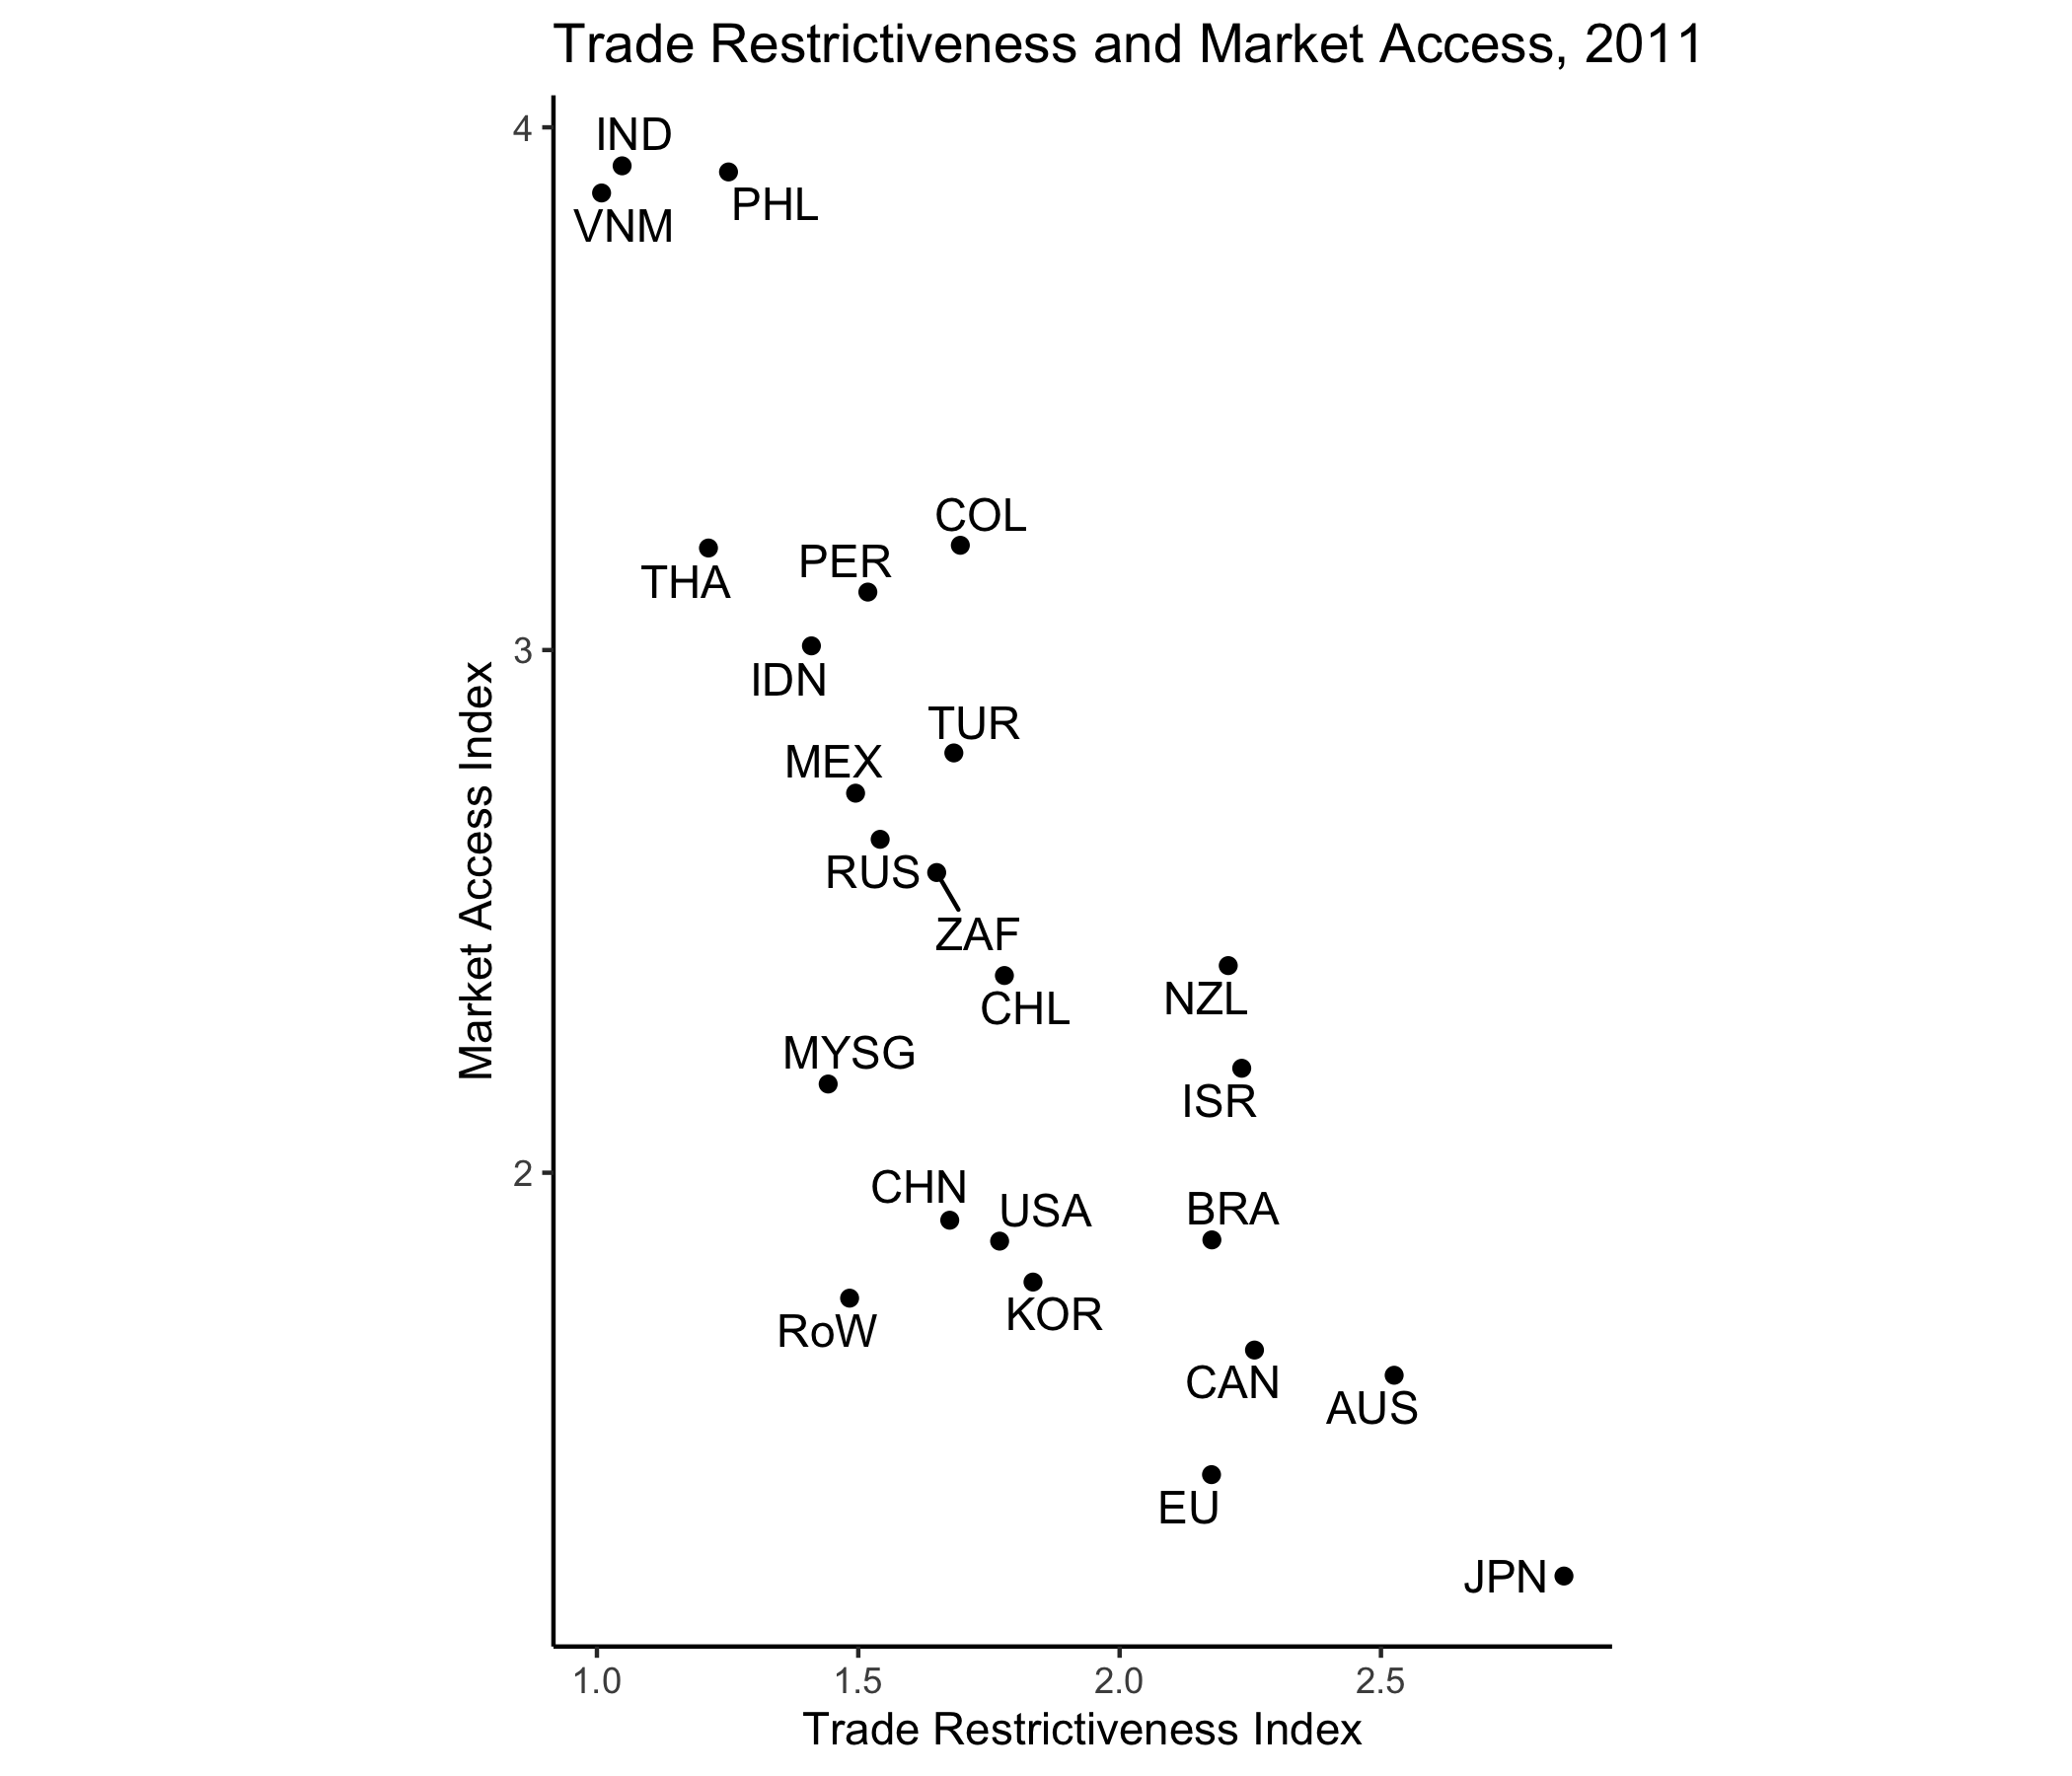 Trade Restrictiveness and Market Access, 2011
4
IND
PHL
VNM
COL
PER
THA
3
IDN
TUR
MEX
RUS
ZAF
CHL
NZL
MYSG
ISR
2
CHN
USA
BRA
KOR
RoW
CAN
AUS
EU
JPN
Market Access Index
1.0 1.5 2.0 2.5
Trade Restrictiveness Index